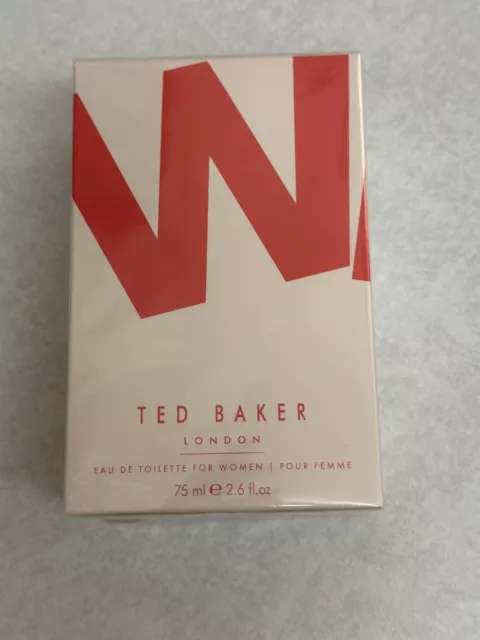 W
TED BAKER
LONDON
EAU DE TOILETTE FOR WOMEN | POUR FEMME
75 ml ℮ 2.6 fl.oz